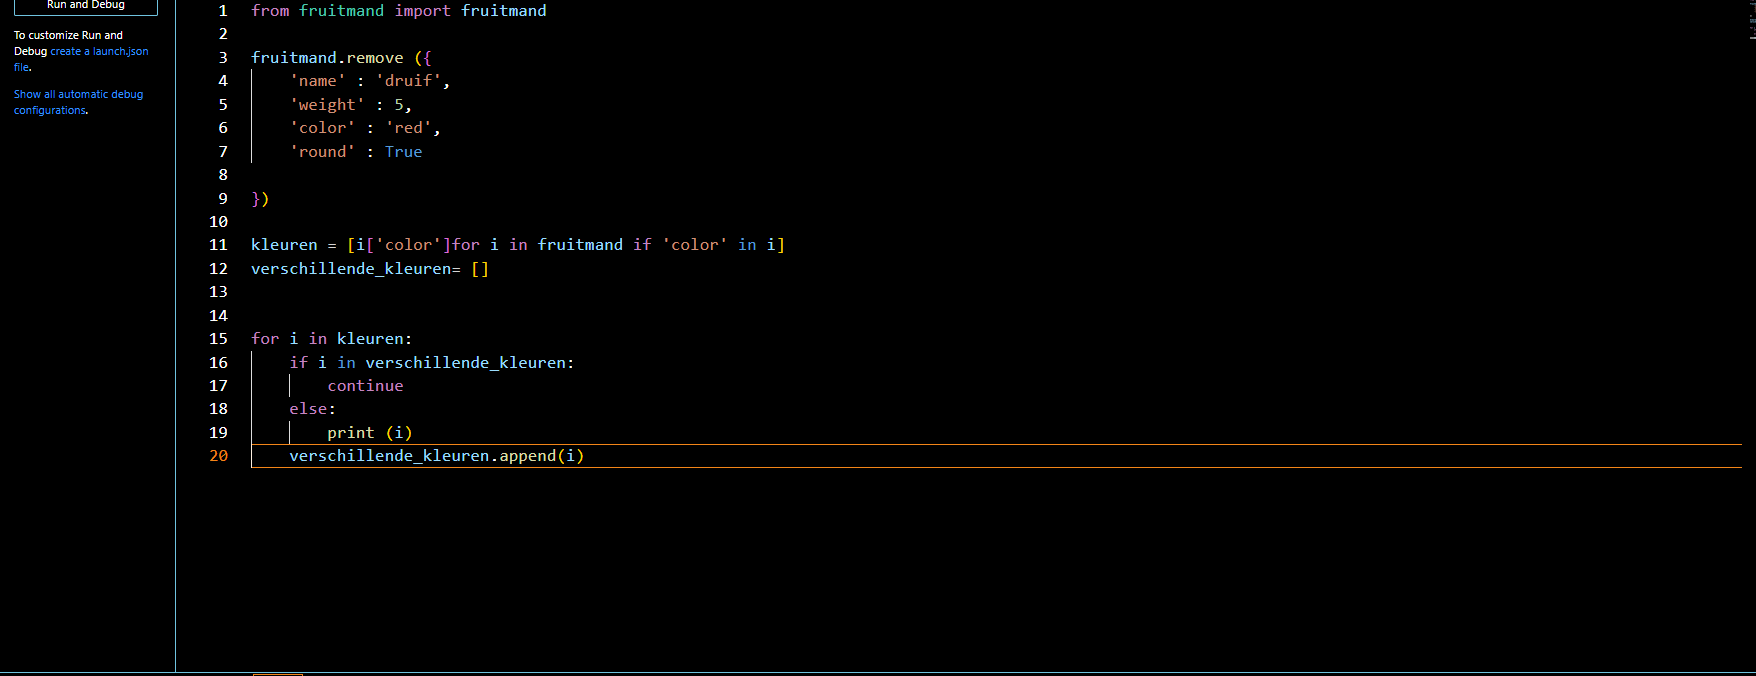 Run and Debug
To customize Run and
Debug create a launch.json
file.
Show all automatic debug
configurations.
1 from fruitmand import fruitmand
2
3 fruitmand.remove ({
4     'name' : 'druif',
5     'weight' : 5,
6     'color' : 'red',
7     'round' : True
8
9 })
10
11 kleuren = [i['color']for i in fruitmand if 'color' in i]
12 verschillende_kleuren= []
13
14
15 for i in kleuren:
16     if i in verschillende_kleuren:
17         continue
18     else:
19         print (i)
20     verschillende_kleuren.append(i)